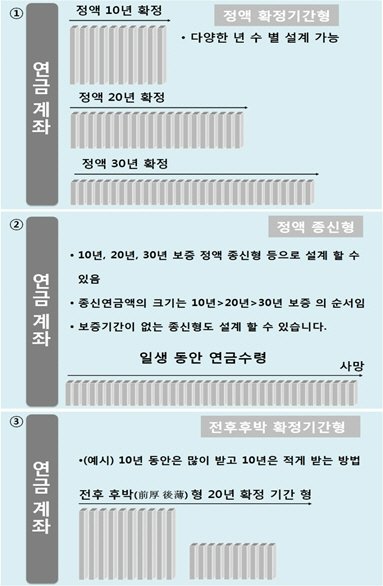 ①
정액 10년 확정
정액 확정기간형
• 다양한 년 수 별 설계 가능
연금 계좌
정액 20년 확정
정액 30년 확정
②
정액 종신형
연금 계좌
• 10년, 20년, 30년 보증 정액 종신형 등으로 설계 할 수
있음
• 종신연금액의 크기는 10년>20년>30년 보증 의 순서임
• 보증기간이 없는 종신형도 설계 할 수 있습니다.
일생 동안 연금수령
사망
③
전후후박 확정기간형
연금 계좌
•(예시) 10년 동안은 많이 받고 10년은 적게 받는 방법
전후 후박(前厚 後薄) 형 20년 확정 기간 형